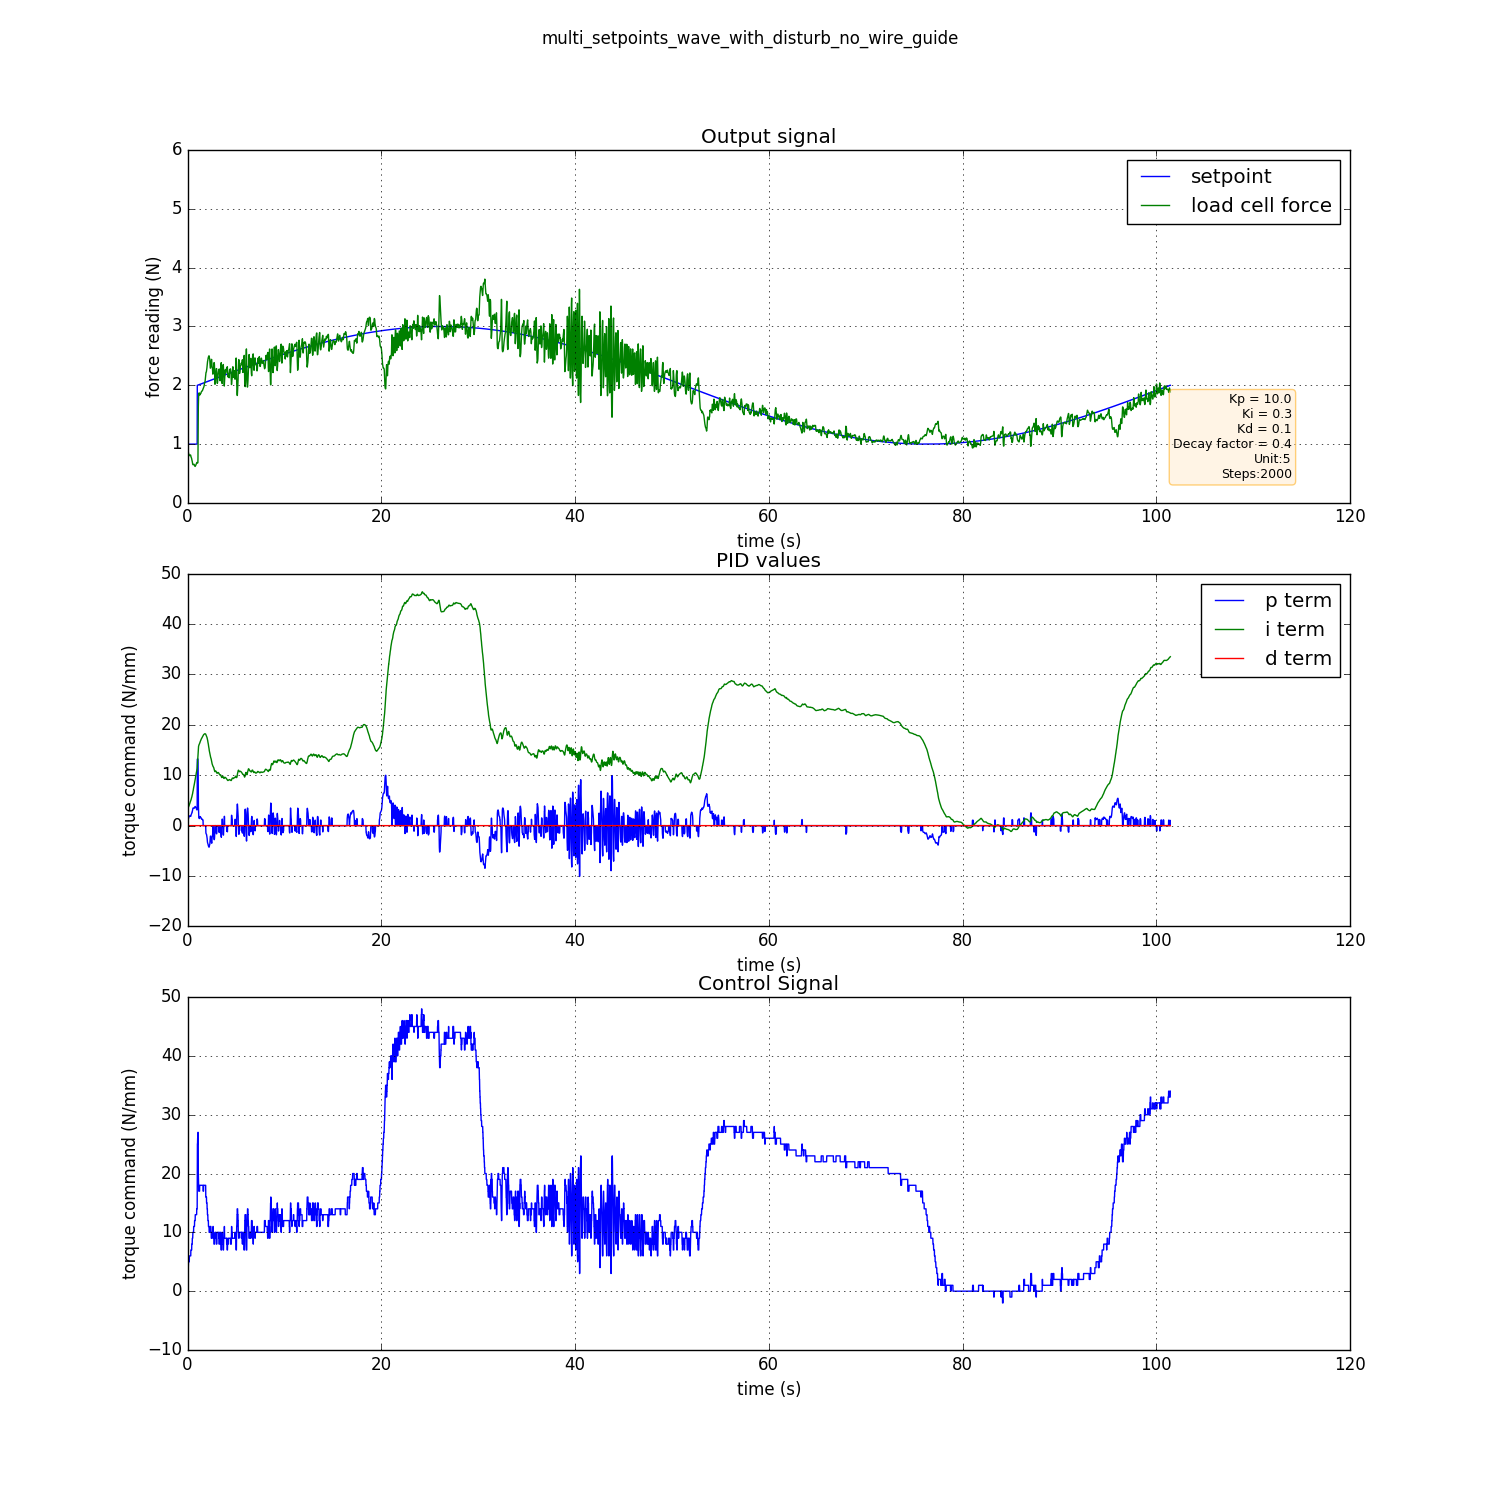 multi_setpoints_wave_with_disturb_no_wire_guide
Output signal
6
5
4
3
2
1
0
force reading (N)
setpoint
load cell force
Kp = 10.0
Ki = 0.3
Kd = 0.1
Decay factor = 0.4
Unit:5
Steps:2000
0 20 40 60 80 100 120
time (s)
PID values
50
40
30
20
10
0
−10
−20
torque command (N/mm)
p term
i term
d term
0 20 40 60 80 100 120
time (s)
Control Signal
50
40
30
20
10
0
−10
torque command (N/mm)
0 20 40 60 80 100 120
time (s)